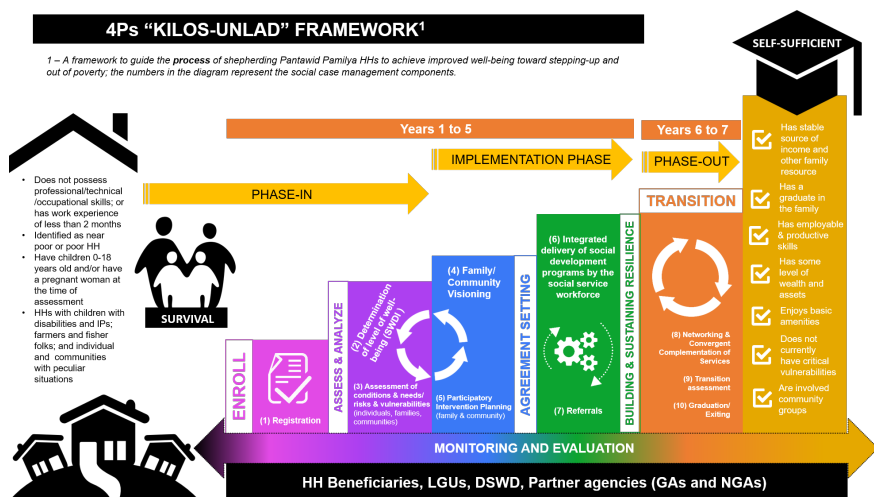 4Ps “KILOS-UNLAD” FRAMEWORK¹
1 – A framework to guide the process of shepherding Pantawid Pamilya HHs to achieve improved well-being toward stepping-up and
out of poverty; the numbers in the diagram represent the social case management components.
SELF-SUFFICIENT
Years 1 to 5
Years 6 to 7
IMPLEMENTATION PHASE
PHASE-OUT
PHASE-IN
• Does not possess
professional/technical
/occupational skills; or
has work experience
of less than 2 months
• Identified as near
poor or poor HH
• Have children 0-18
years old and/or have
a pregnant woman at
the time of
assessment
• HHs with children with
disabilities and IPs;
farmers and fisher
folks; and individual
and communities
with peculiar
situations
SURVIVAL
ENROLL
(1) Registration
ASSESS & ANALYZE
(2) Determination
of level of well-
being (SWDI )
(3) Assessment of
conditions & needs/
risks & vulnerabilities
(individuals, families,
communities)
(4) Family/
Community
Visioning
(5) Participatory
Intervention Planning
(family & community)
AGREEMENT SETTING
(6) Integrated
delivery of social
development
programs by the
social service
workforce
(7) Referrals
BUILDING & SUSTAINING RESILIENCE
TRANSITION
(8) Networking &
Convergent
Complementation of
Services
(9) Transition
assessment
(10) Graduation/
Exiting
Has stable
source of
income and
other family
resource
Has a
graduate in
the family
Has employable
& productive
skills
Has some
level of
wealth and
assets
Enjoys basic
amenities
Does not
currently
have critical
vulnerabilities
Are involved
community
groups
MONITORING AND EVALUATION
HH Beneficiaries, LGUs, DSWD, Partner agencies (GAs and NGAs)